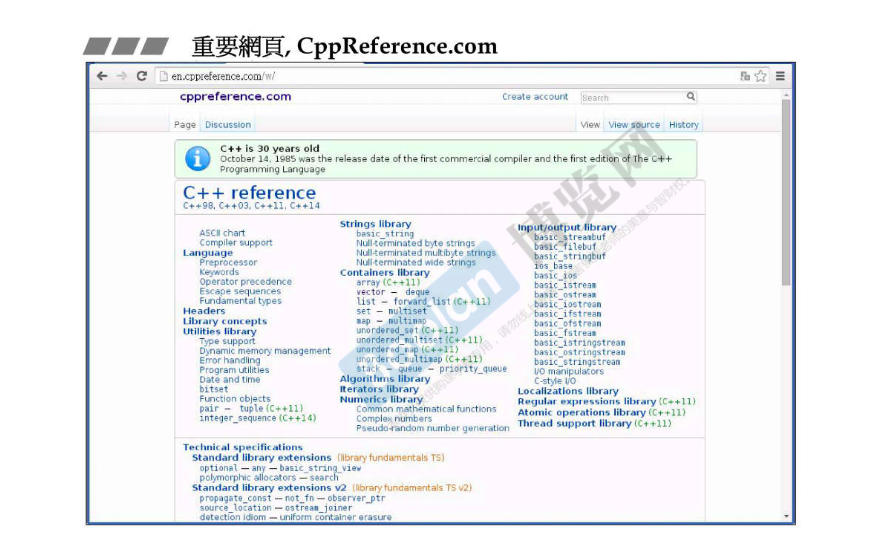 重要網頁, CppReference.com
en.cppreference.com/w/
cppreference.com
Create account
Search
Page
Discussion
View
View source
History
C++ is 30 years old
October 14, 1985 was the release date of the first commercial compiler and the first edition of The C++
Programming Language
C++ reference
C++98, C++03, C++11, C++14
ASCII chart
Compiler support
Language
Preprocessor
Keywords
Operator precedence
Escape sequences
Fundamental types
Headers
Library concepts
Utilities library
Type support
Dynamic memory management
Error handling
Program utilities
Date and time
bitset
Function objects
pair — tuple (C++11)
integer_sequence (C++14)
Strings library
basic_string
Null-terminated byte strings
Null-terminated multibyte strings
Null-terminated wide strings
Containers library
array (C++11)
vector — deque
list — forward_list (C++11)
set — multiset
map — multimap
unordered_set (C++11)
unordered_multiset (C++11)
unordered_map (C++11)
unordered_multimap (C++11)
stack — queue — priority_queue
Algorithms library
Iterators library
Numerics library
Common mathematical functions
Complex numbers
Pseudo-random number generation
Input/output library
basic_streambuf
basic_filebuf
basic_stringbuf
ios_base
basic_ios
basic_istream
basic_ostream
basic_iostream
basic_ifstream
basic_ofstream
basic_fstream
basic_istringstream
basic_ostringstream
basic_stringstream
I/O manipulators
C-style I/O
Localizations library
Regular expressions library (C++11)
Atomic operations library (C++11)
Thread support library (C++11)
Technical specifications
Standard library extensions (library fundamentals TS)
optional — any — basic_string_view
polymorphic allocators — search
Standard library extensions v2 (library fundamentals TS v2)
propagate_const — not_fn — observer_ptr
source_location — ostream_joiner
detection idiom — uniform container erasure
博览网